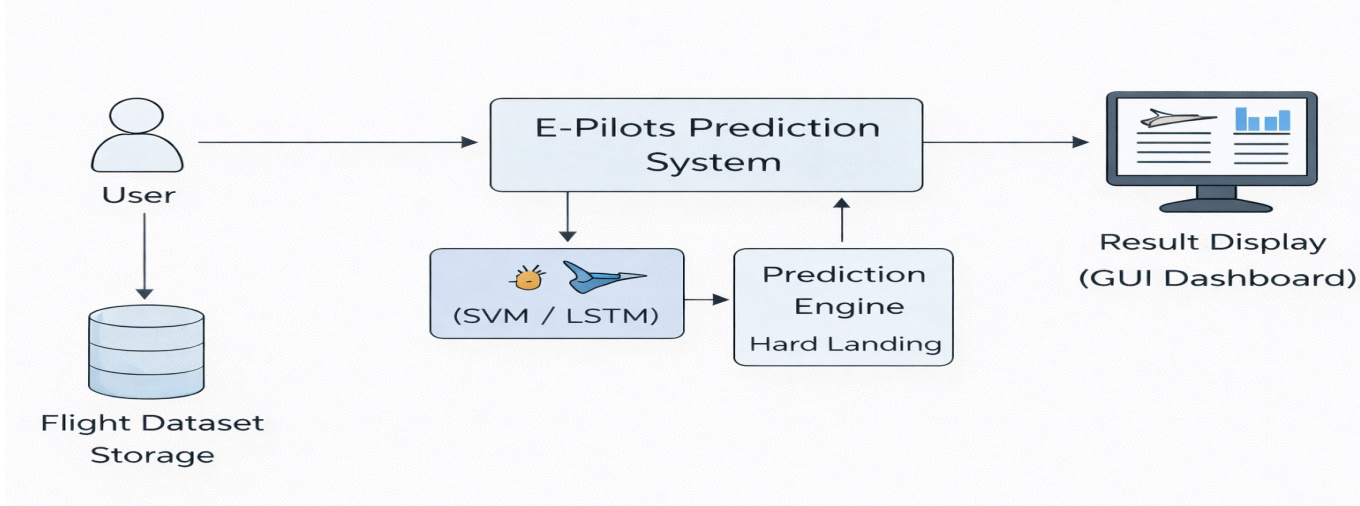 User
Flight Dataset
Storage
E-Pilots Prediction
System
(SVM / LSTM)
Prediction
Engine
Hard Landing
Result Display
(GUI Dashboard)